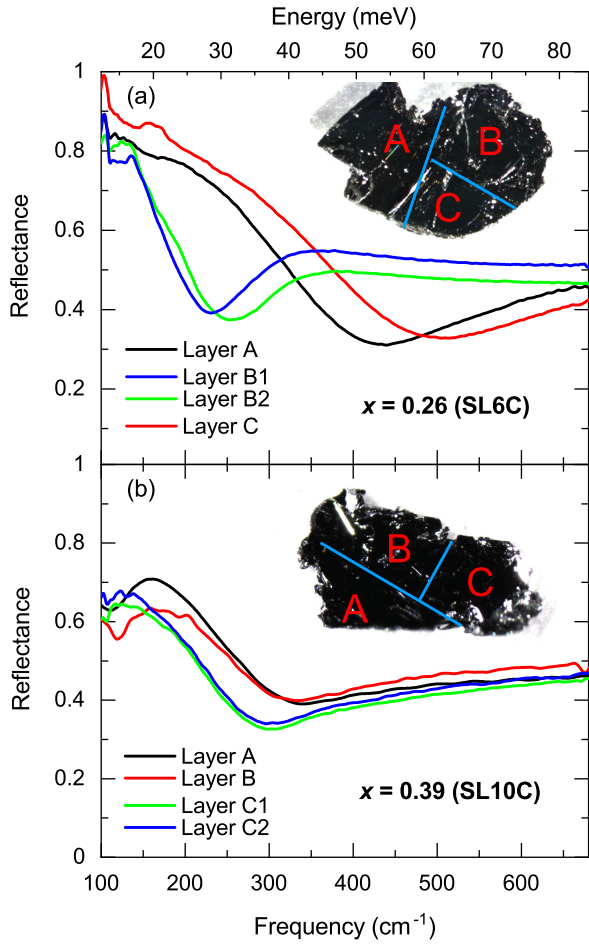 Energy (meV)
20 30 40 50 60 70 80
1
(a)
A
B
C
0.8
0.6
0.4
0.2
Reflectance
Layer A
Layer B1
Layer B2
Layer C
x = 0.26 (SL6C)
1
(b)
B
C
A
0.8
0.6
0.4
0.2
0
Reflectance
Layer A
Layer B
Layer C1
Layer C2
x = 0.39 (SL10C)
100 200 300 400 500 600
Frequency (cm⁻¹)